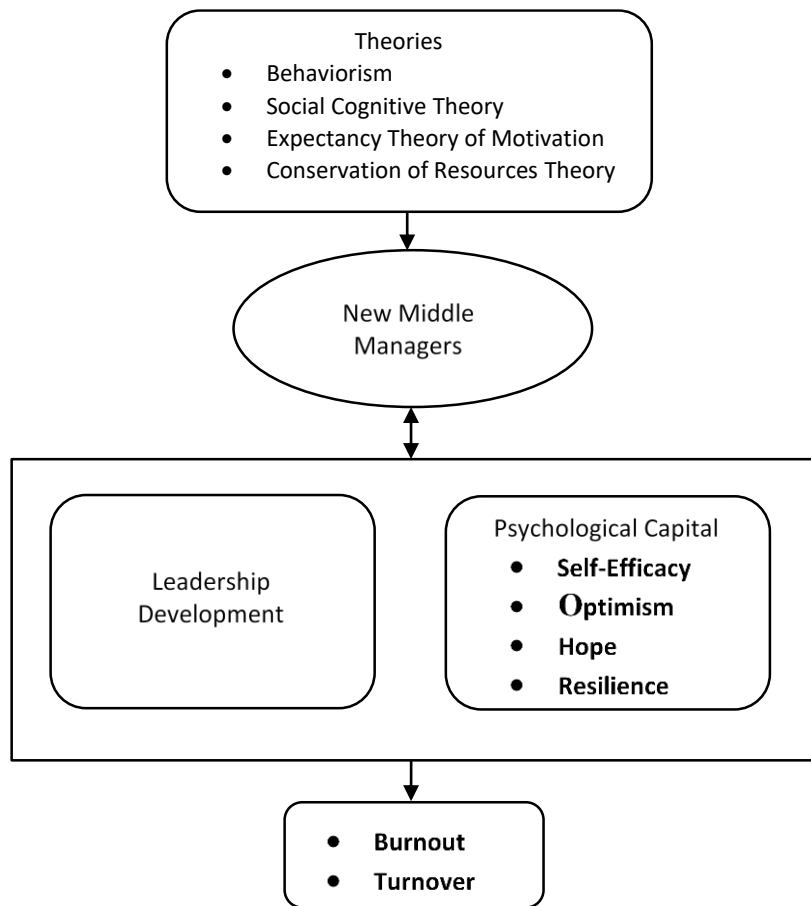 Theories
• Behaviorism
• Social Cognitive Theory
• Expectancy Theory of Motivation
• Conservation of Resources Theory
New Middle
Managers
Leadership
Development
Psychological Capital
• Self-Efficacy
• Optimism
• Hope
• Resilience
• Burnout
• Turnover